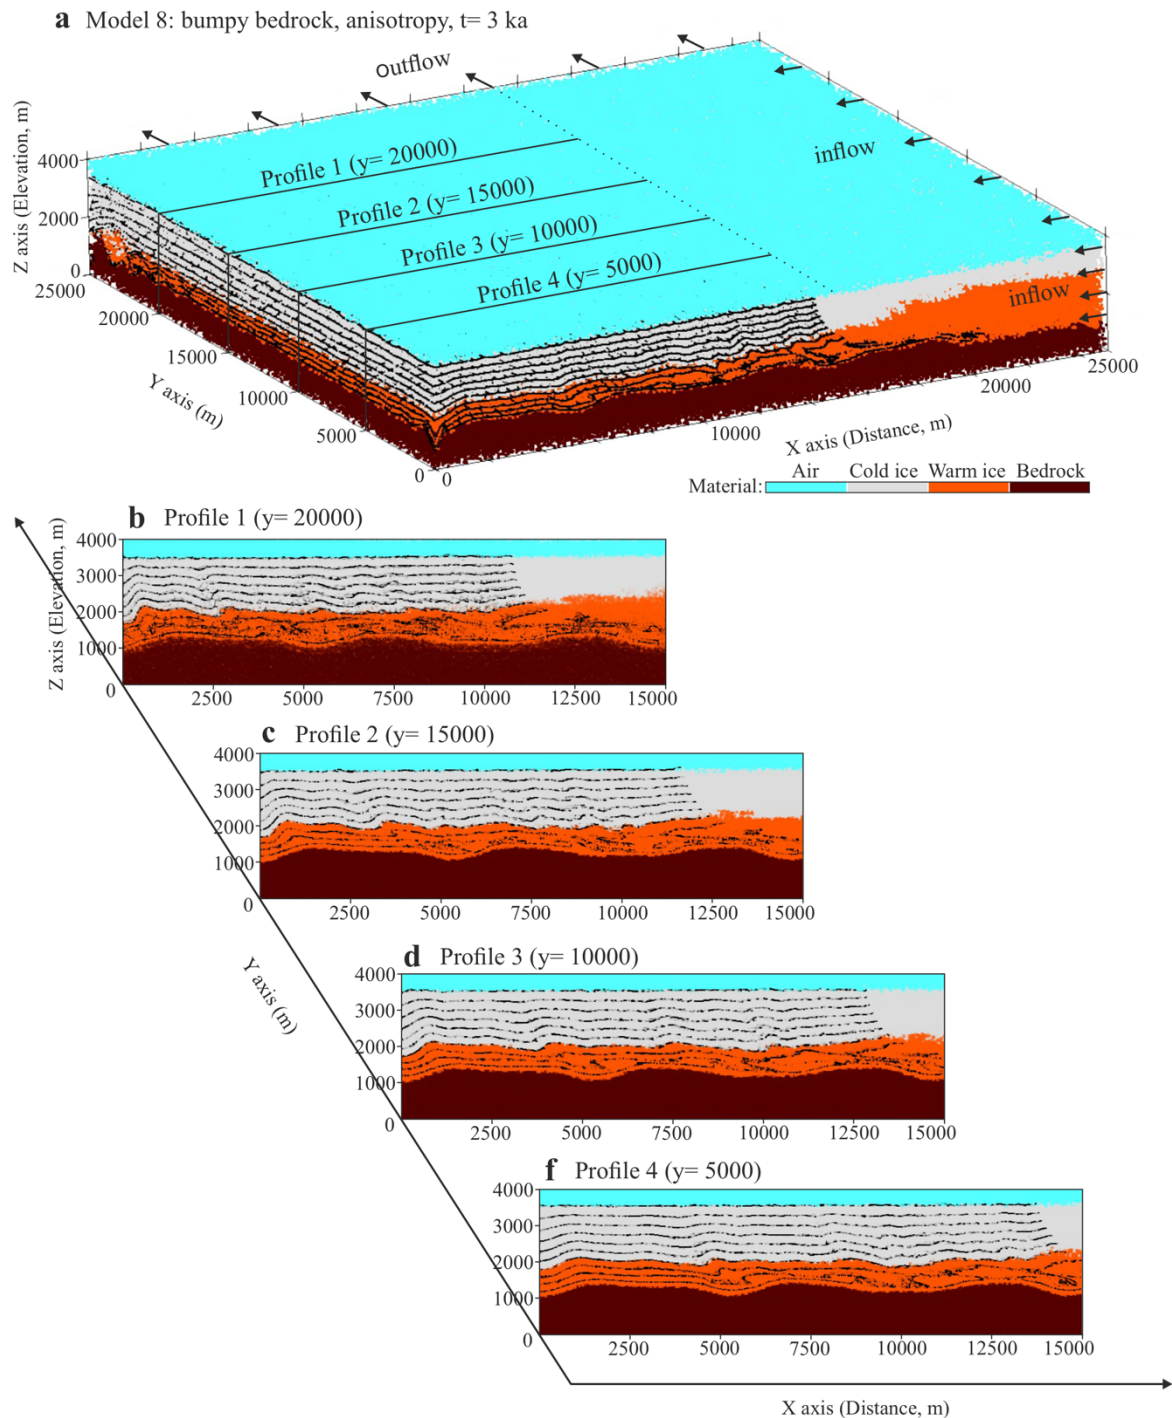 a Model 8: bumpy bedrock, anisotropy, t= 3 ka
Outflow
Z axis (Elevation, m)
4000
2000
0
Profile 1 (y= 20000)
Profile 2 (y= 15000)
Profile 3 (y= 10000)
Profile 4 (y= 5000)
inflow
inflow
25000
20000
15000
10000
5000
0
Y axis (m)
0
10000
20000
25000
X axis (Distance, m)
Material: Air Cold ice Warm ice Bedrock
b Profile 1 (y= 20000)
Z axis (Elevation, m)
4000
3000
2000
1000
0
2500 5000 7500 10000 12500 15000
c Profile 2 (y= 15000)
4000
3000
2000
1000
0
2500 5000 7500 10000 12500 15000
Y axis (m)
d Profile 3 (y= 10000)
4000
3000
2000
1000
0
2500 5000 7500 10000 12500 15000
f Profile 4 (y= 5000)
4000
3000
2000
1000
0
2500 5000 7500 10000 12500 15000
X axis (Distance, m)